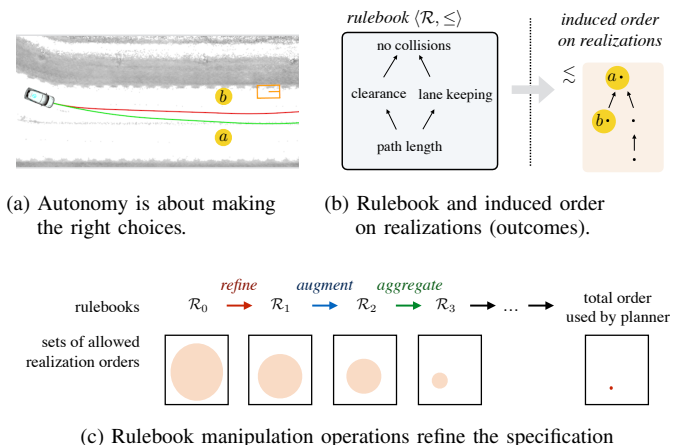 b
a
(a) Autonomy is about making
the right choices.
rulebook ⟨R, ≤⟩
no collisions
clearance
lane keeping
path length
induced order
on realizations
≲
a
b
(b) Rulebook and induced order
on realizations (outcomes).
refine augment aggregate
rulebooks R₀ R₁ R₂ R₃ ... total order
used by planner
sets of allowed
realization orders
(c) Rulebook manipulation operations refine the specification